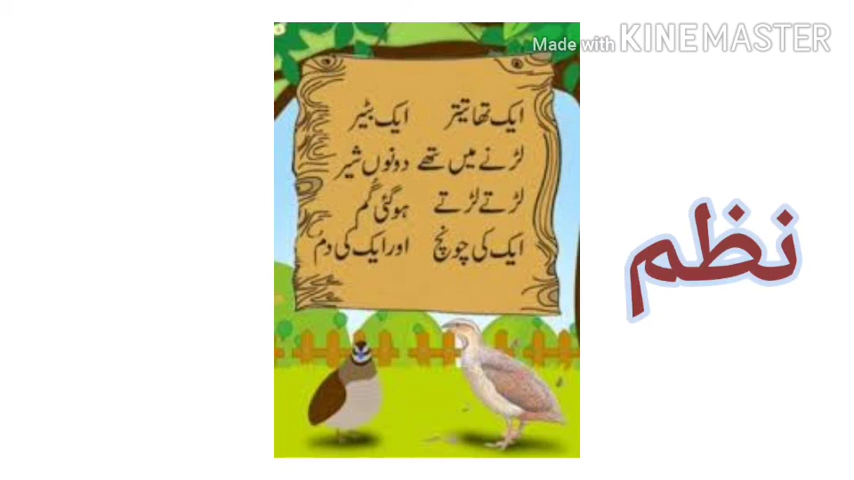 Made with KINEMASTER
ایک تھا تیتر ایک بٹیر
لڑنے میں تھے دونوں شیر
لڑتے لڑتے ہوگئی گُم
ایک کی چونچ اور ایک کی دم
نظم